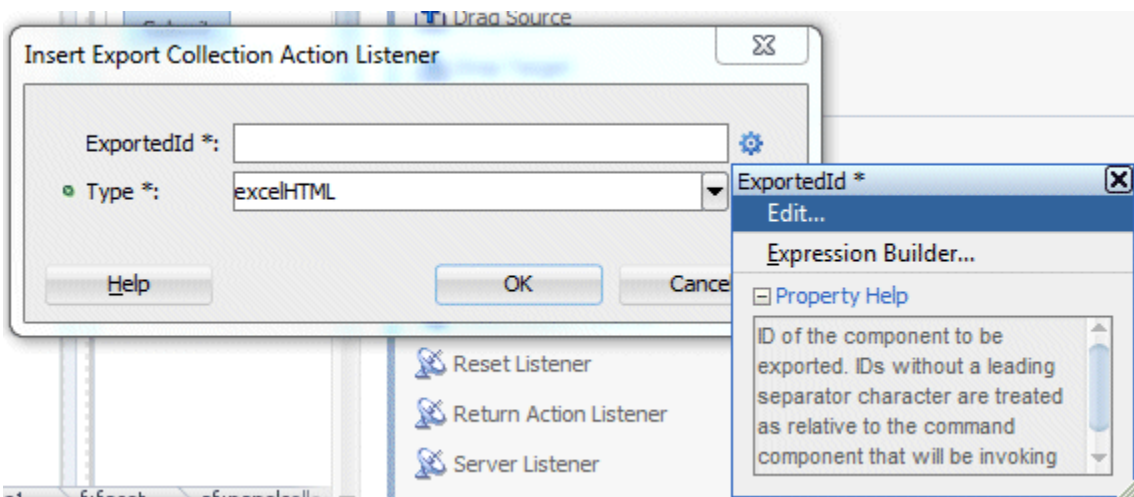 Submit
Drag Source
Insert Export Collection Action Listener
ExportedId *:
Type *:
excelHTML
Help
OK
Cance
ExportedId *
Edit...
Expression Builder...
Property Help
ID of the component to be
exported. IDs without a leading
separator character are treated
as relative to the command
component that will be invoking
Reset Listener
Return Action Listener
Server Listener
f:facet